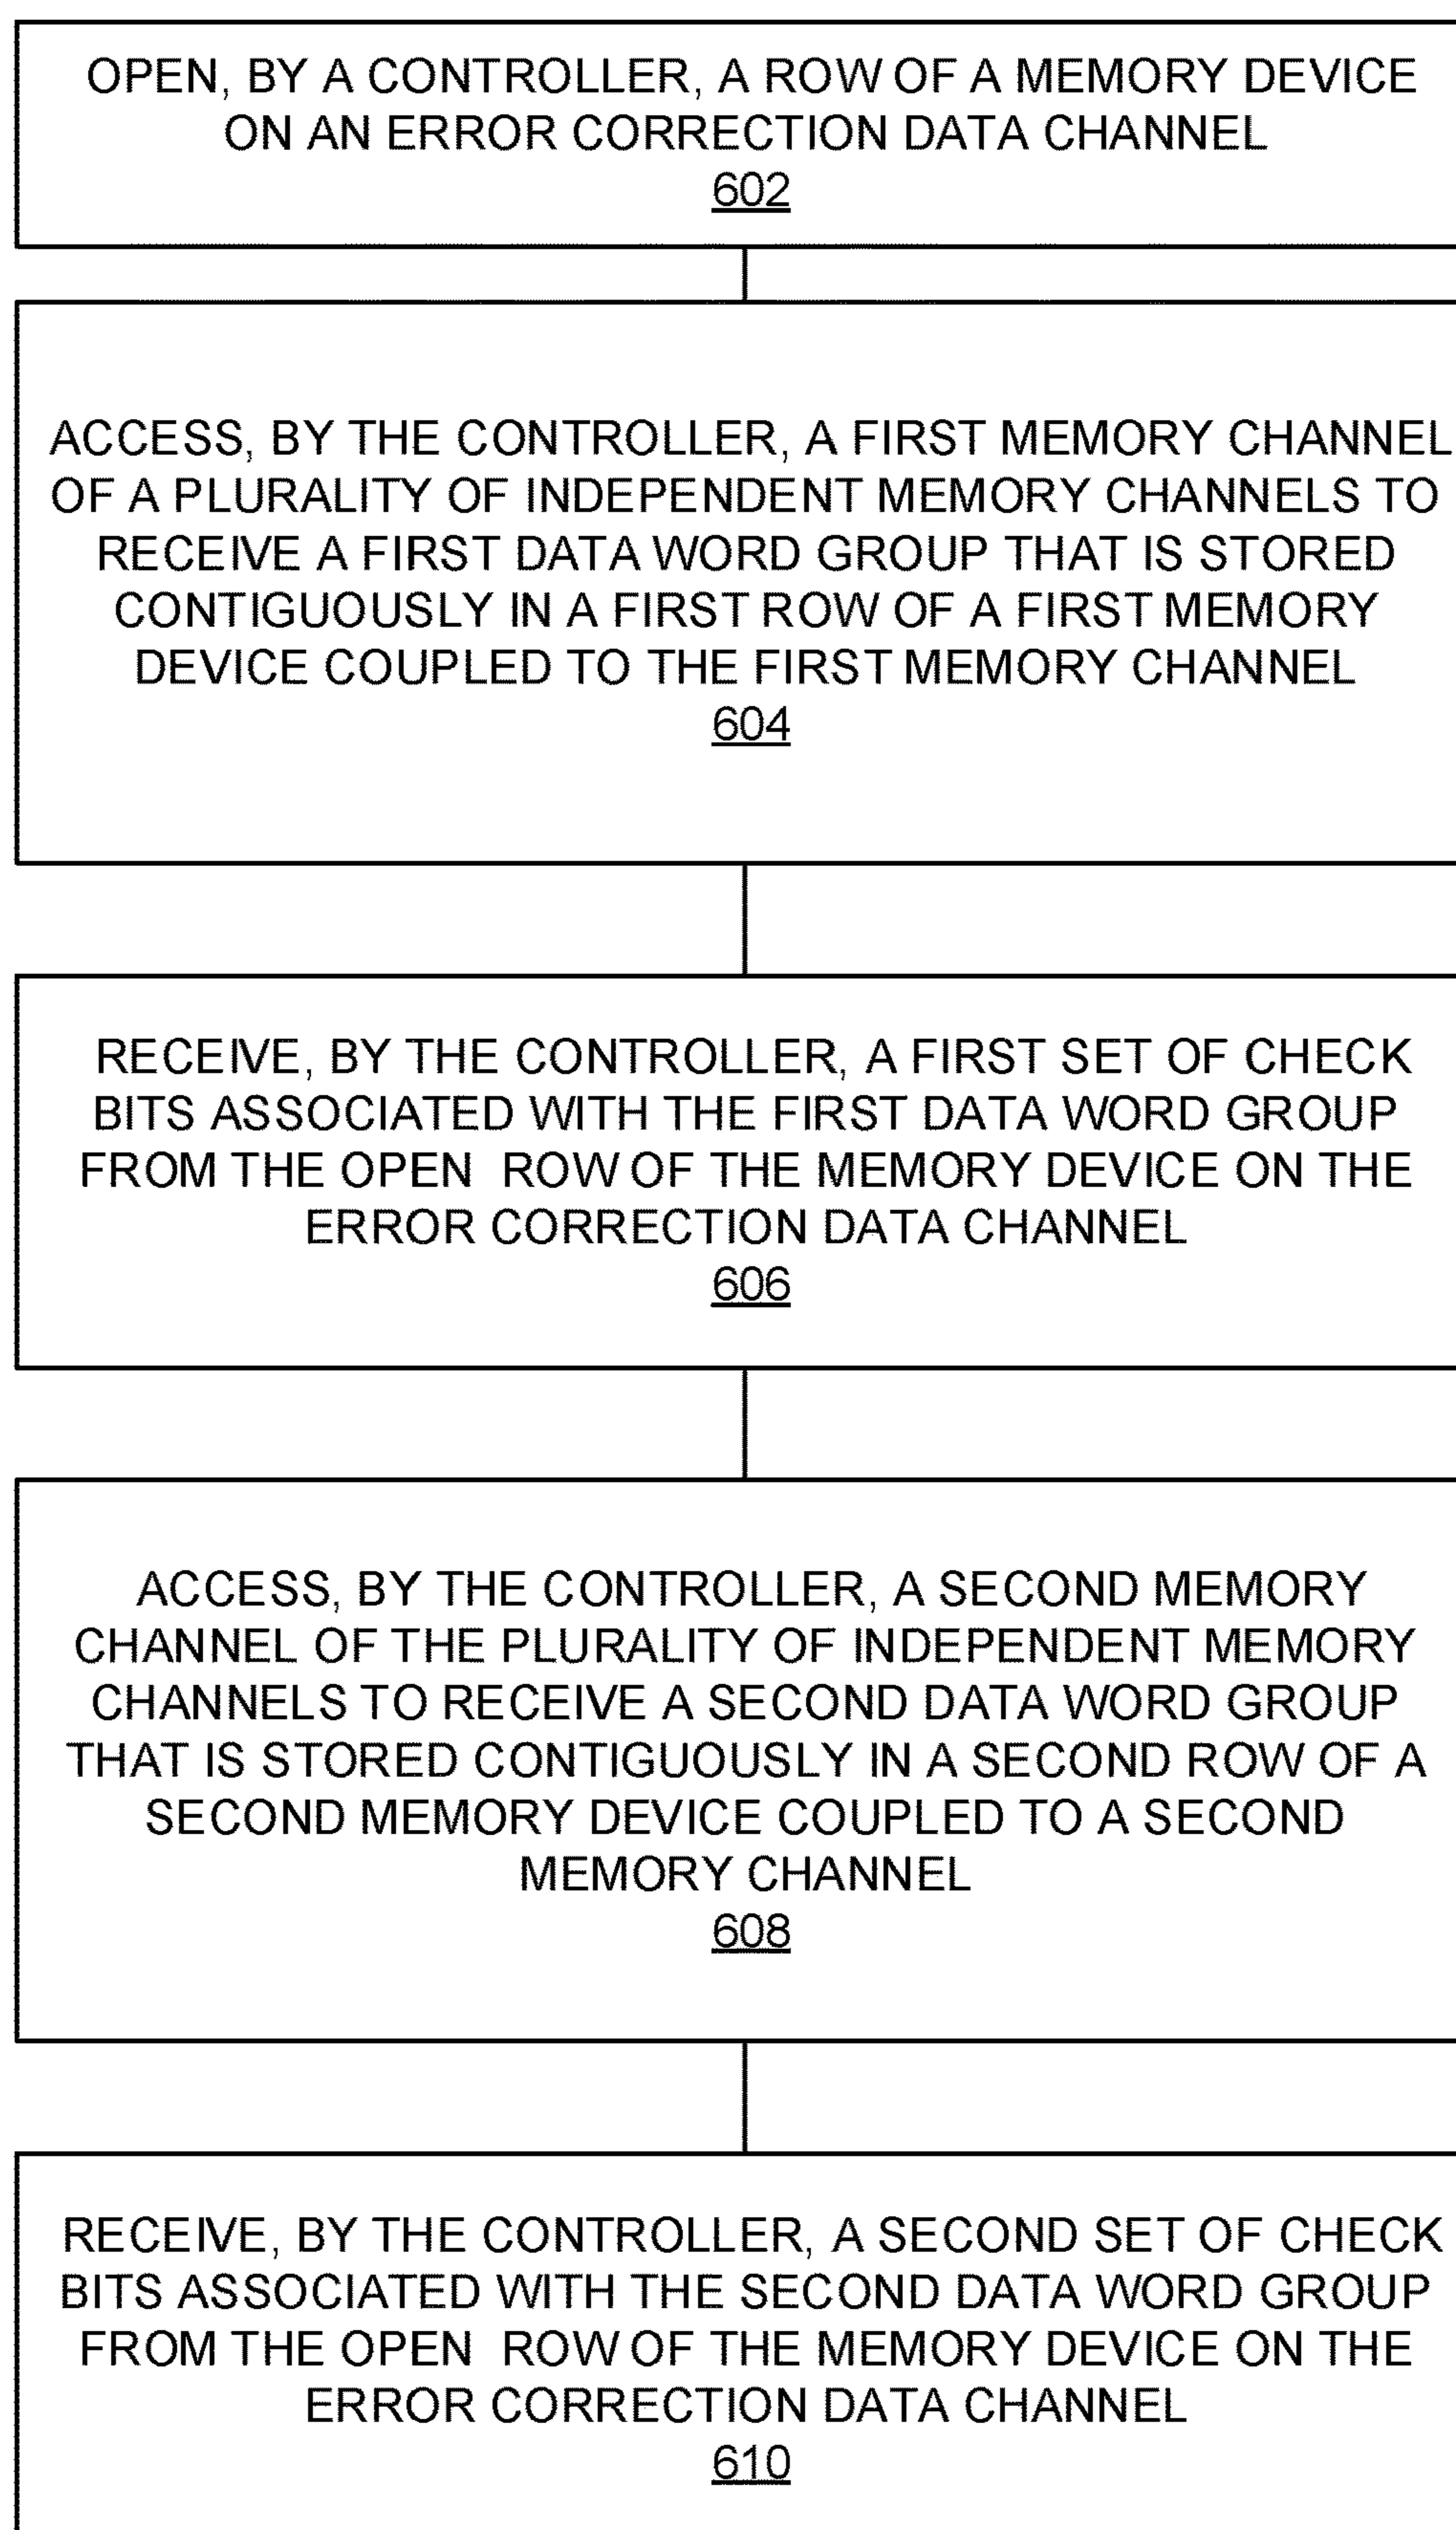 OPEN, BY A CONTROLLER, A ROW OF A MEMORY DEVICE
ON AN ERROR CORRECTION DATA CHANNEL
602
ACCESS, BY THE CONTROLLER, A FIRST MEMORY CHANNEL
OF A PLURALITY OF INDEPENDENT MEMORY CHANNELS TO
RECEIVE A FIRST DATA WORD GROUP THAT IS STORED
CONTIGUOUSLY IN A FIRST ROW OF A FIRST MEMORY
DEVICE COUPLED TO THE FIRST MEMORY CHANNEL
604
RECEIVE, BY THE CONTROLLER, A FIRST SET OF CHECK
BITS ASSOCIATED WITH THE FIRST DATA WORD GROUP
FROM THE OPEN ROW OF THE MEMORY DEVICE ON THE
ERROR CORRECTION DATA CHANNEL
606
ACCESS, BY THE CONTROLLER, A SECOND MEMORY
CHANNEL OF THE PLURALITY OF INDEPENDENT MEMORY
CHANNELS TO RECEIVE A SECOND DATA WORD GROUP
THAT IS STORED CONTIGUOUSLY IN A SECOND ROW OF A
SECOND MEMORY DEVICE COUPLED TO A SECOND
MEMORY CHANNEL
608
RECEIVE, BY THE CONTROLLER, A SECOND SET OF CHECK
BITS ASSOCIATED WITH THE SECOND DATA WORD GROUP
FROM THE OPEN ROW OF THE MEMORY DEVICE ON THE
ERROR CORRECTION DATA CHANNEL
610